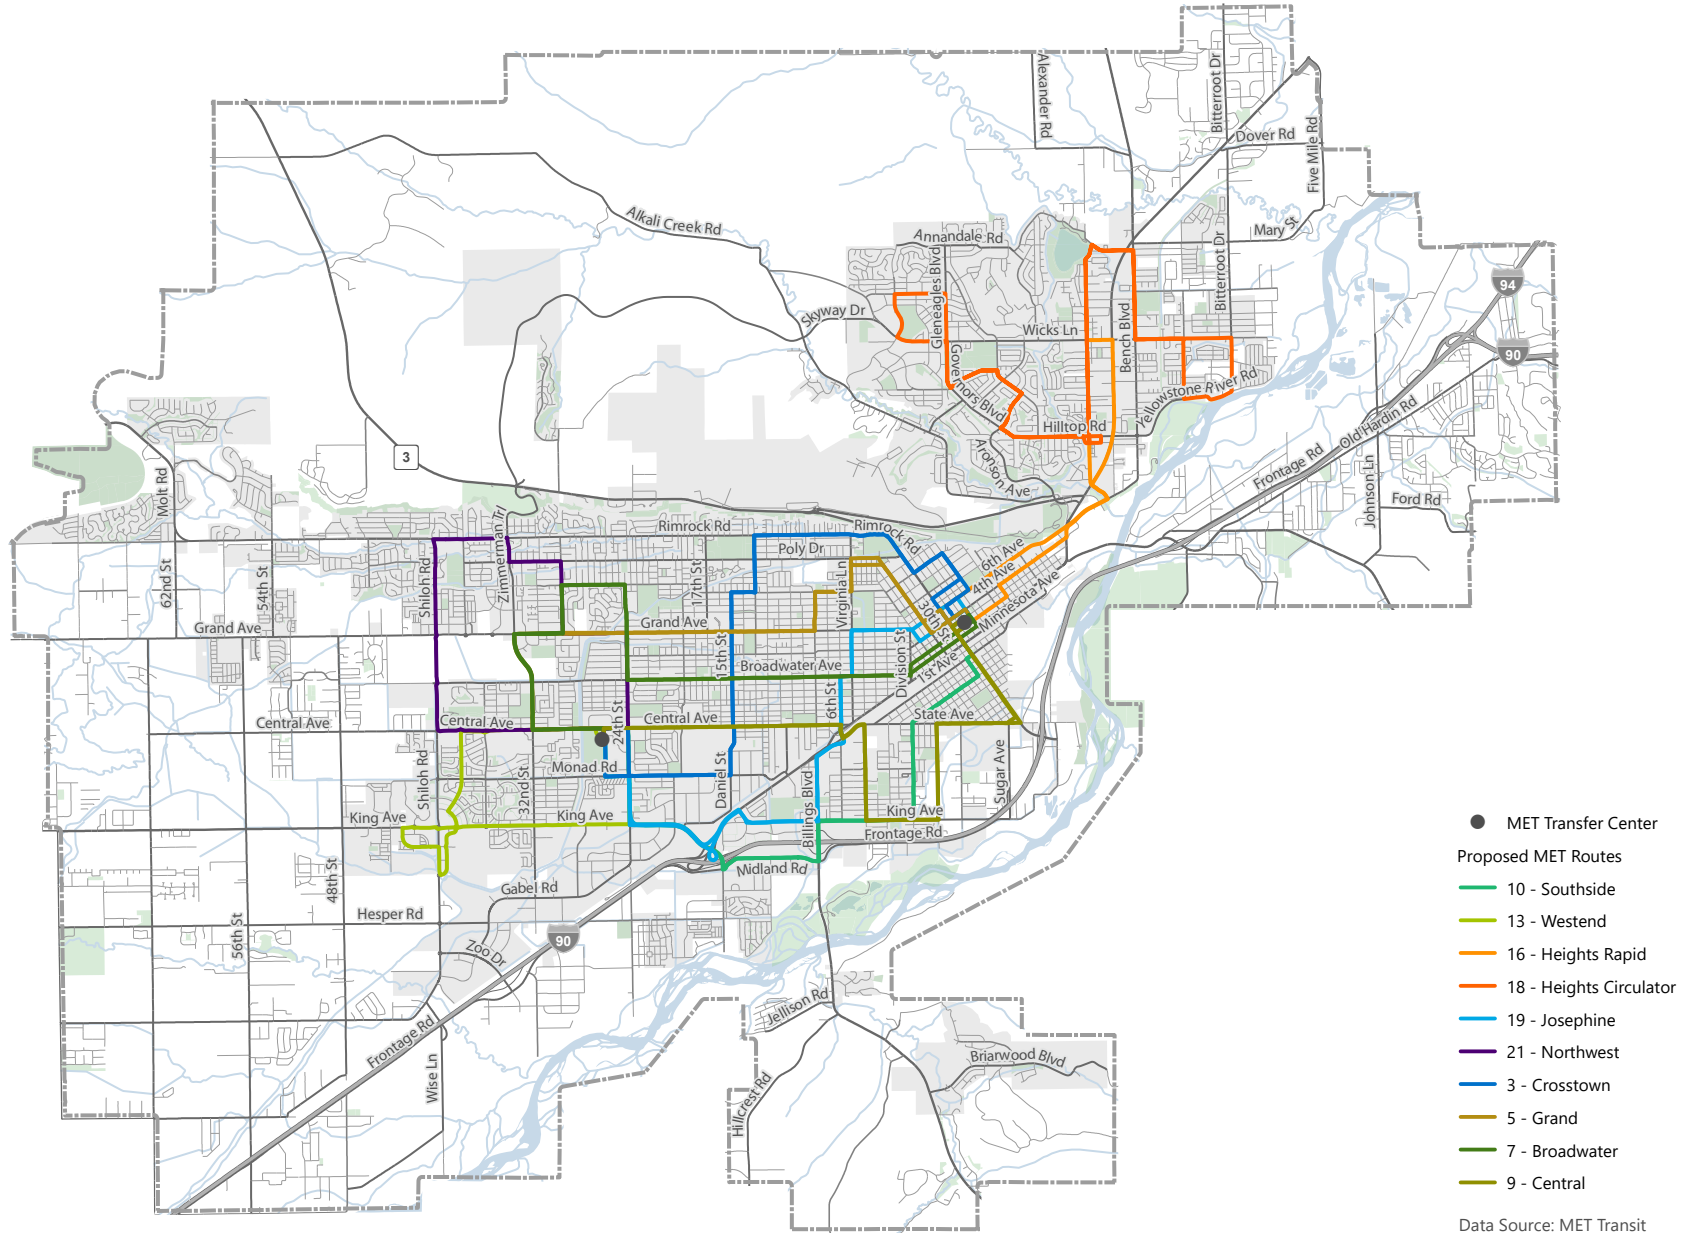 Bitterroot Dr
Alexander Rd
Dover Rd
Five Mile Rd
Alkali Creek Rd
Annandale Rd
Mary St
Bitterroot Dr
Gleneagles Blvd
94
Skyway Dr
Wicks Ln
Bench Blvd
90
Governors Blvd
Yellowstone River Rd
Hilltop Rd
Old Hardin Rd
3
Aronson Ave
Frontage Rd
Johnson Ln
Ford Rd
Molt Rd
Zimmerman Trl
Rimrock Rd
Rimrock Rd
Poly Dr
6th Ave
4th Ave
Minnesota Ave
62nd St
54th St
Shiloh Rd
17th St
Virginia Ln
30th St
Grand Ave
Grand Ave
15th St
Broadwater Ave
Division St
1st Ave
6th St
24th St
Central Ave
Central Ave
Central Ave
State Ave
Monad Rd
Daniel St
Shiloh Rd
32nd St
Billings Blvd
Sugar Ave
King Ave
King Ave
King Ave
Frontage Rd
Midland Rd
48th St
Gabel Rd
Hesper Rd
56th St
Zoo Dr
90
Jellison Rd
Frontage Rd
Wise Ln
Hillcrest Rd
Briarwood Blvd
MET Transfer Center
Proposed MET Routes
10 - Southside
13 - Westend
16 - Heights Rapid
18 - Heights Circulator
19 - Josephine
21 - Northwest
3 - Crosstown
5 - Grand
7 - Broadwater
9 - Central
Data Source: MET Transit